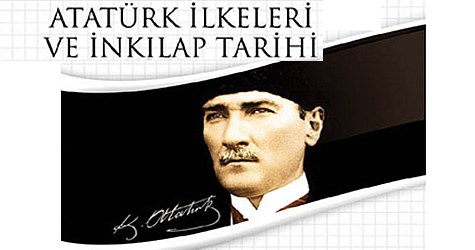 ATATÜRK İLKELERİ
VE İNKILAP TARİHİ
K. Atatürk